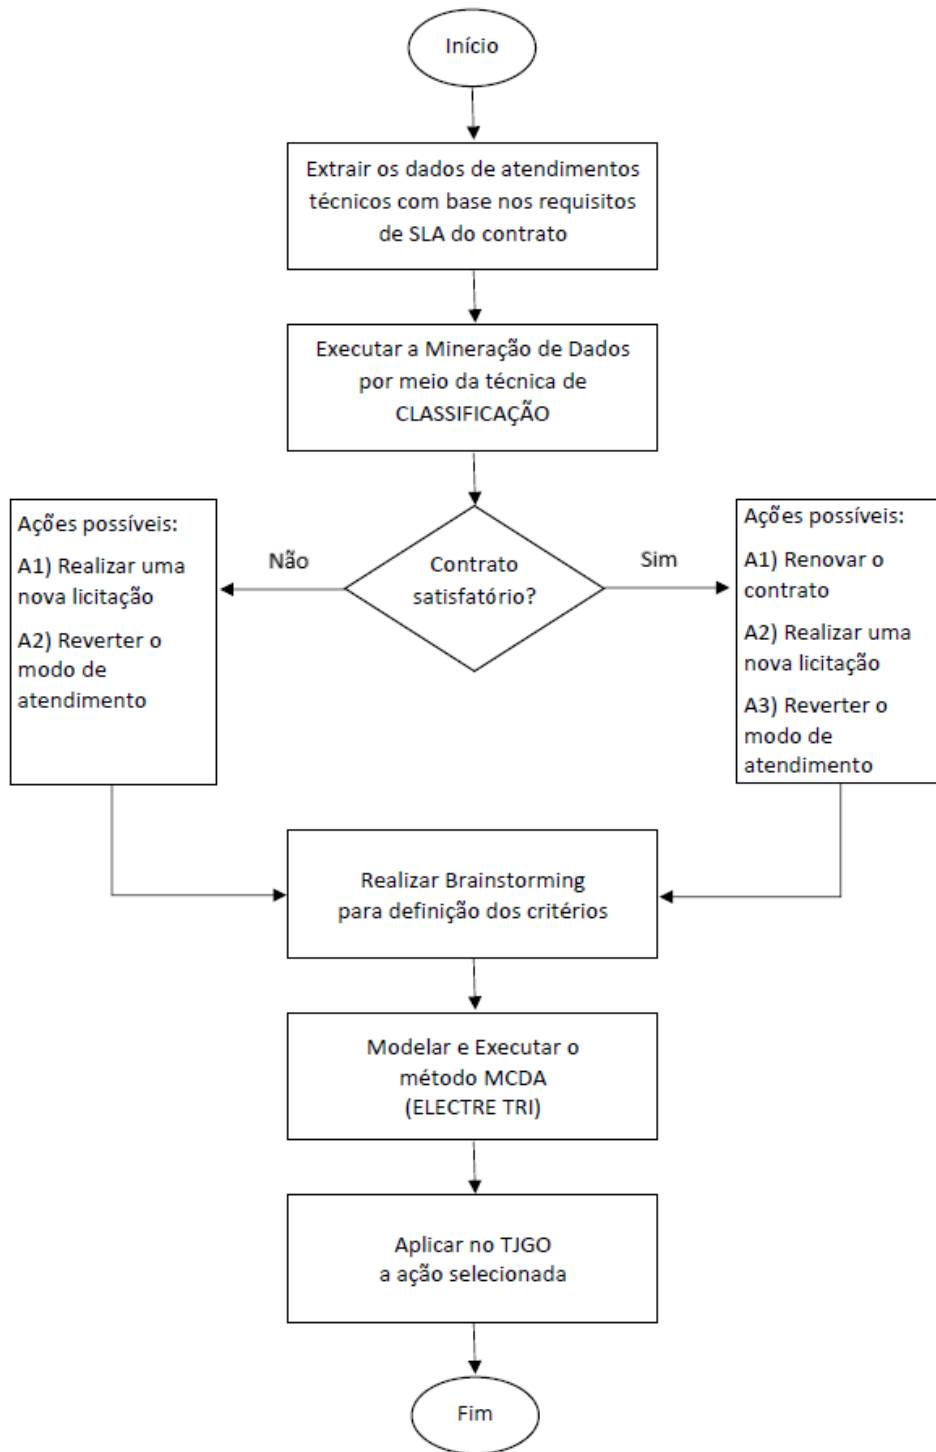 Início
Extrair os dados de atendimentos
técnicos com base nos requisitos
de SLA do contrato
Executar a Mineração de Dados
por meio da técnica de
CLASSIFICAÇÃO
Contrato
satisfatório?
Não
Sim
Ações possíveis:
A1) Realizar uma
nova licitação
A2) Reverter o
modo de
atendimento
Ações possíveis:
A1) Renovar o
contrato
A2) Realizar uma
nova licitação
A3) Reverter o
modo de
atendimento
Realizar Brainstorming
para definição dos critérios
Modelar e Executar o
método MCDA
(ELECTRE TRI)
Aplicar no TJGO
a ação selecionada
Fim